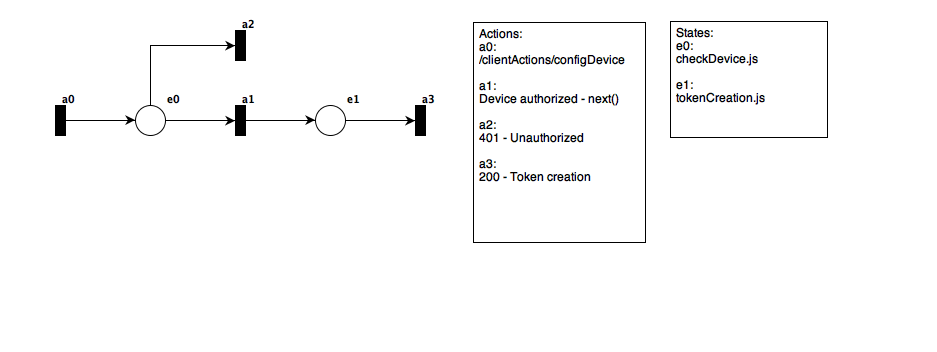 a2
a0
e0
a1
e1
a3
Actions:
a0:
/clientActions/configDevice
a1:
Device authorized - next()
a2:
401 - Unauthorized
a3:
200 - Token creation
States:
e0:
checkDevice.js
e1:
tokenCreation.js